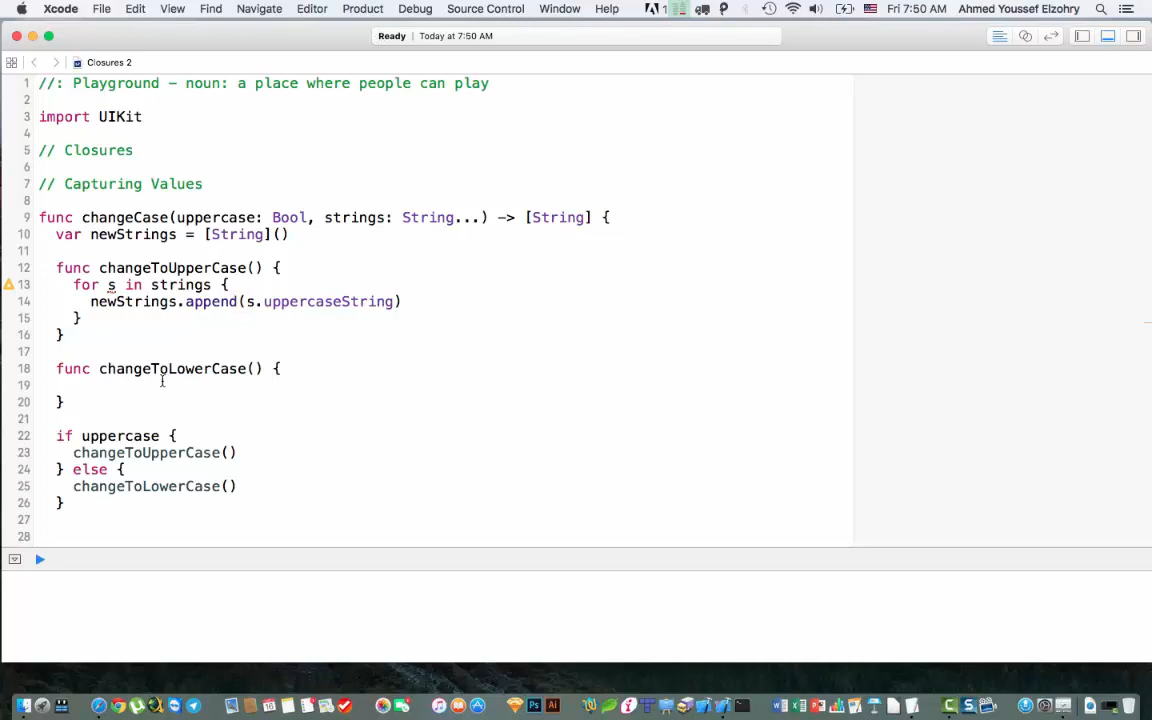 Xcode File Edit View Find Navigate Editor Product Debug Source Control Window Help 1 Fri 7:50 AM Ahmed Youssef Elzohry
Ready | Today at 7:50 AM
Closures 2
1 //: Playground – noun: a place where people can play
2
3 import UIKit
4
5 // Closures
6
7 // Capturing Values
8
9 func changeCase(uppercase: Bool, strings: String...) -> [String] {
10 var newStrings = [String]()
11
12 func changeToUpperCase() {
13 for s in strings {
14 newStrings.append(s.uppercaseString)
15 }
16 }
17
18 func changeToLowerCase() {
19
20 }
21
22 if uppercase {
23 changeToUpperCase()
24 } else {
25 changeToLowerCase()
26 }
27
28